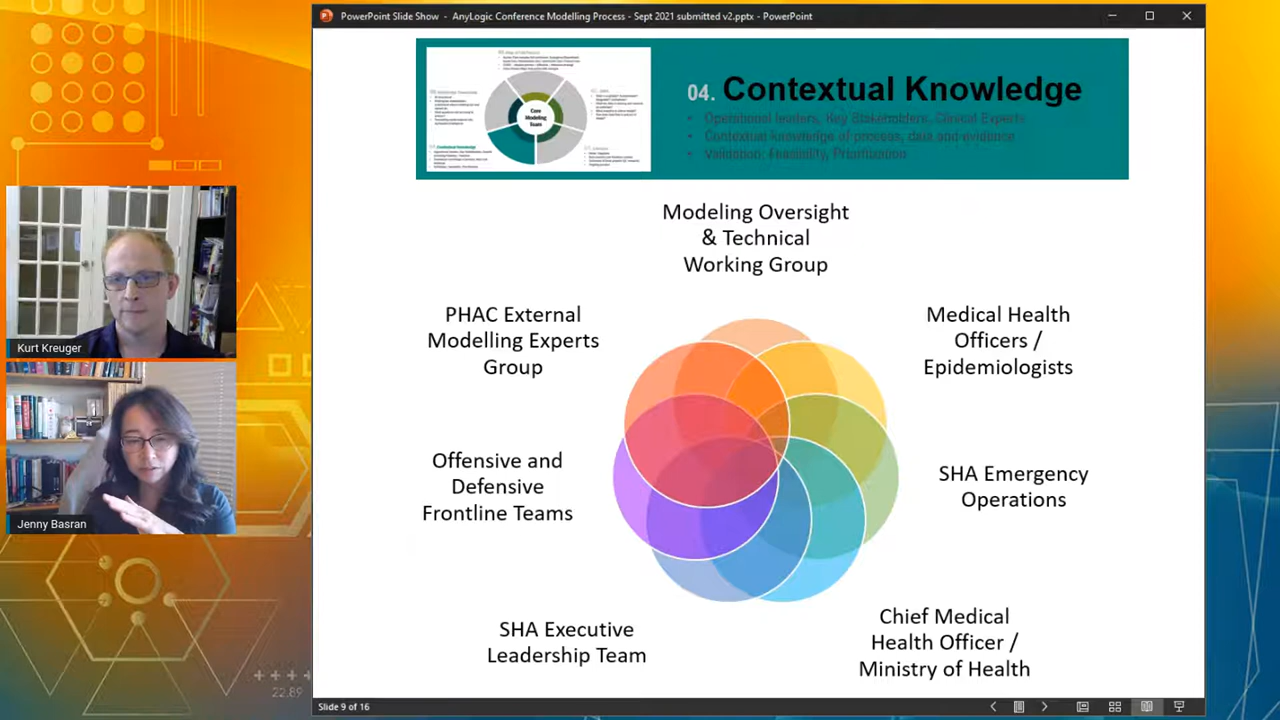 PowerPoint Slide Show - AnyLogic Conference Modelling Process - Sept 2021 submitted v2.pptx - PowerPoint
Core
Modeling
Team
04. Contextual Knowledge
• Operational leaders, Key Stakeholders, Clinical Experts
• Contextual knowledge of process, data and evidence
• Validation: Feasibility, Prioritization
Modeling Oversight
& Technical
Working Group
PHAC External
Modelling Experts
Group
Medical Health
Officers /
Epidemiologists
Offensive and
Defensive
Frontline Teams
SHA Emergency
Operations
SHA Executive
Leadership Team
Chief Medical
Health Officer /
Ministry of Health
Kurt Kreuger
Jenny Basran
22.89
Slide 9 of 16